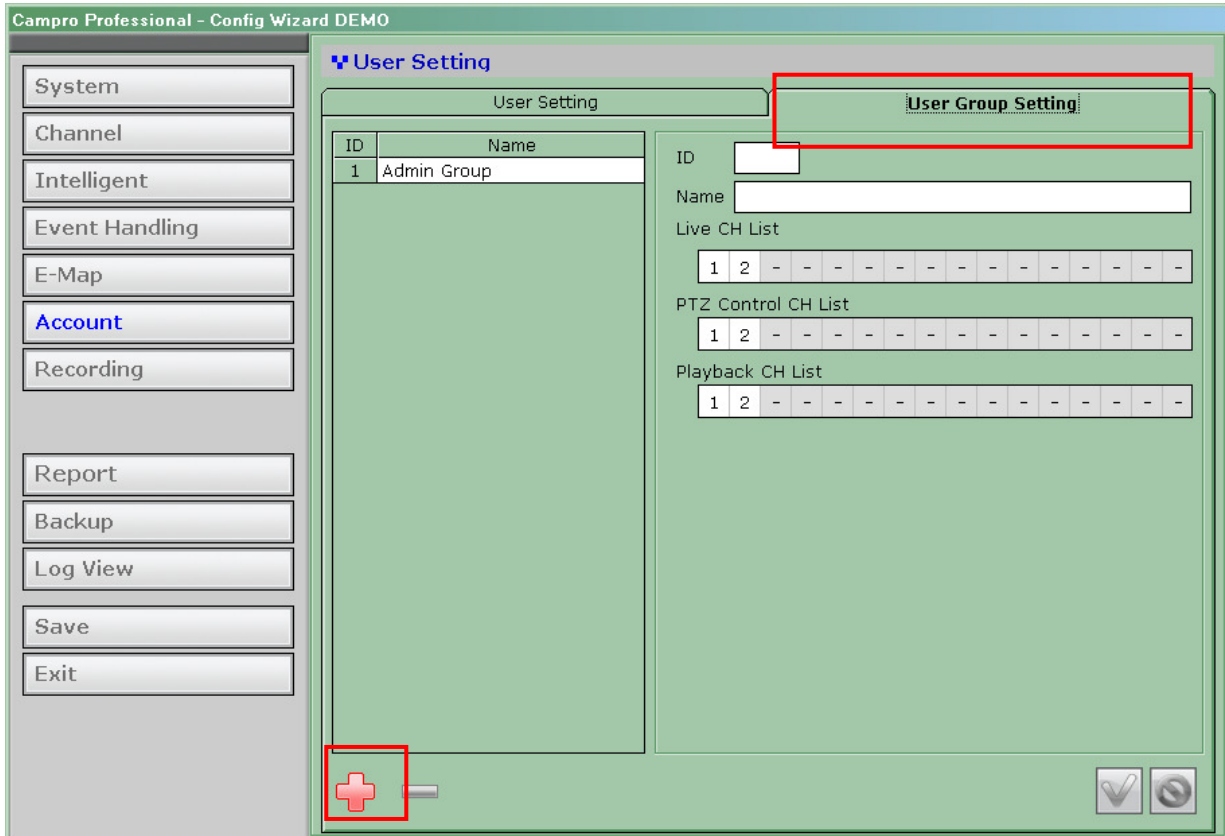 Campro Professional - Config Wizard DEMO
System
Channel
Intelligent
Event Handling
E-Map
Account
Recording
Report
Backup
Log View
Save
Exit
User Setting
User Setting
User Group Setting
ID Name
1 Admin Group
ID
Name
Live CH List
1 2 - - - - - - - - - - - - - -
PTZ Control CH List
1 2 - - - - - - - - - - - - - -
Playback CH List
1 2 - - - - - - - - - - - - - -